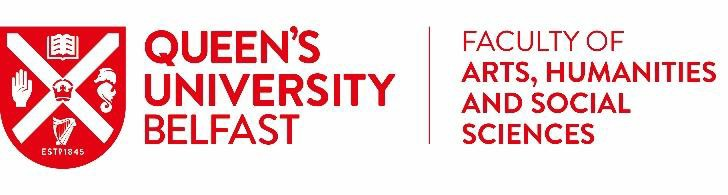 QUEEN'S
UNIVERSITY
BELFAST
ESTD 1845
FACULTY OF
ARTS, HUMANITIES
AND SOCIAL
SCIENCES